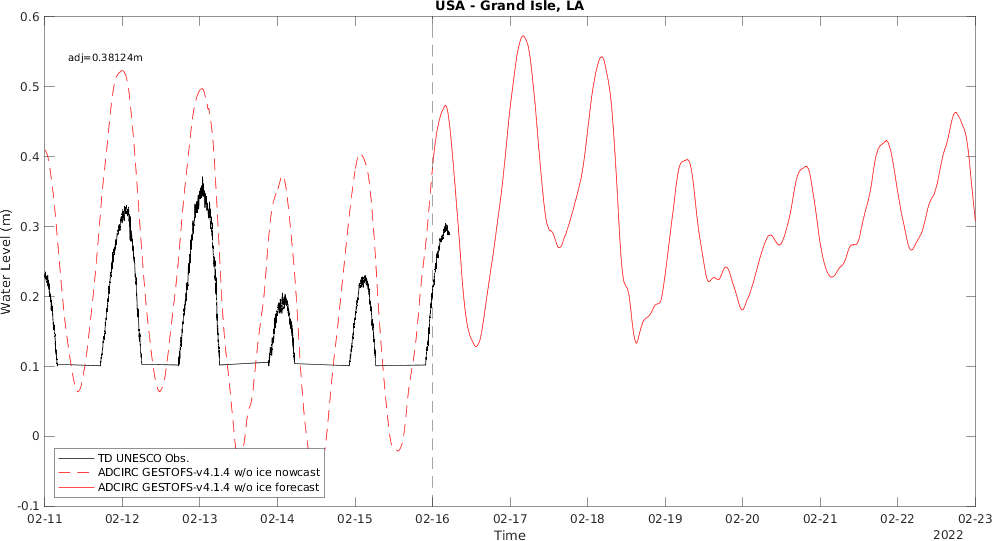 USA - Grand Isle, LA
adj=0.38124m
Water Level (m)
0.6
0.5
0.4
0.3
0.2
0.1
0
-0.1
TD UNESCO Obs.
ADCIRC GESTOFS-v4.1.4 w/o ice nowcast
ADCIRC GESTOFS-v4.1.4 w/o ice forecast
02-11 02-12 02-13 02-14 02-15 02-16 02-17 02-18 02-19 02-20 02-21 02-22 02-23
Time
2022